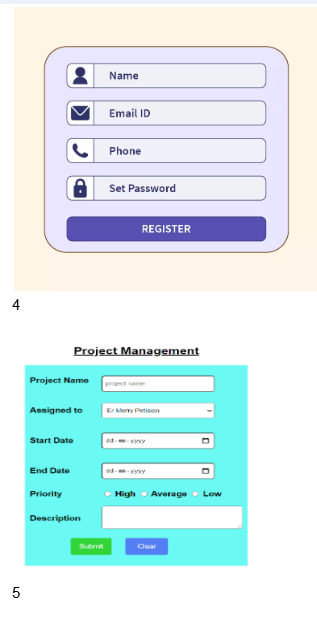 Name
Email ID
Phone
Set Password
REGISTER
4
Project Management
Project Name project name
Assigned to Er Merry Petision
Start Date dd-mm-yyyy
End Date dd-mm-yyyy
Priority High Average Low
Description
Submit Clear
5